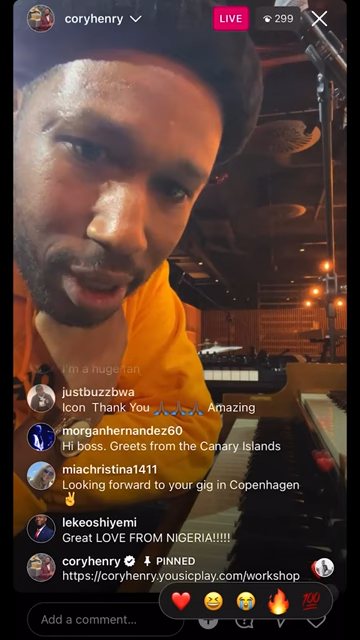 coryhenry
LIVE
299
I'm a huge fan
justbuzzbwa
Icon Thank You 🙏🙏🙏 Amazing
morganhernandez60
Hi boss. Greets from the Canary Islands
miachristina1411
Looking forward to your gig in Copenhagen
✌️
lekeoshiyemi
Great LOVE FROM NIGERIA!!!!!
coryhenry PINNED
https://coryhenry.yousicplay.com/workshop
❤️😆😭🔥💯
Add a comment...